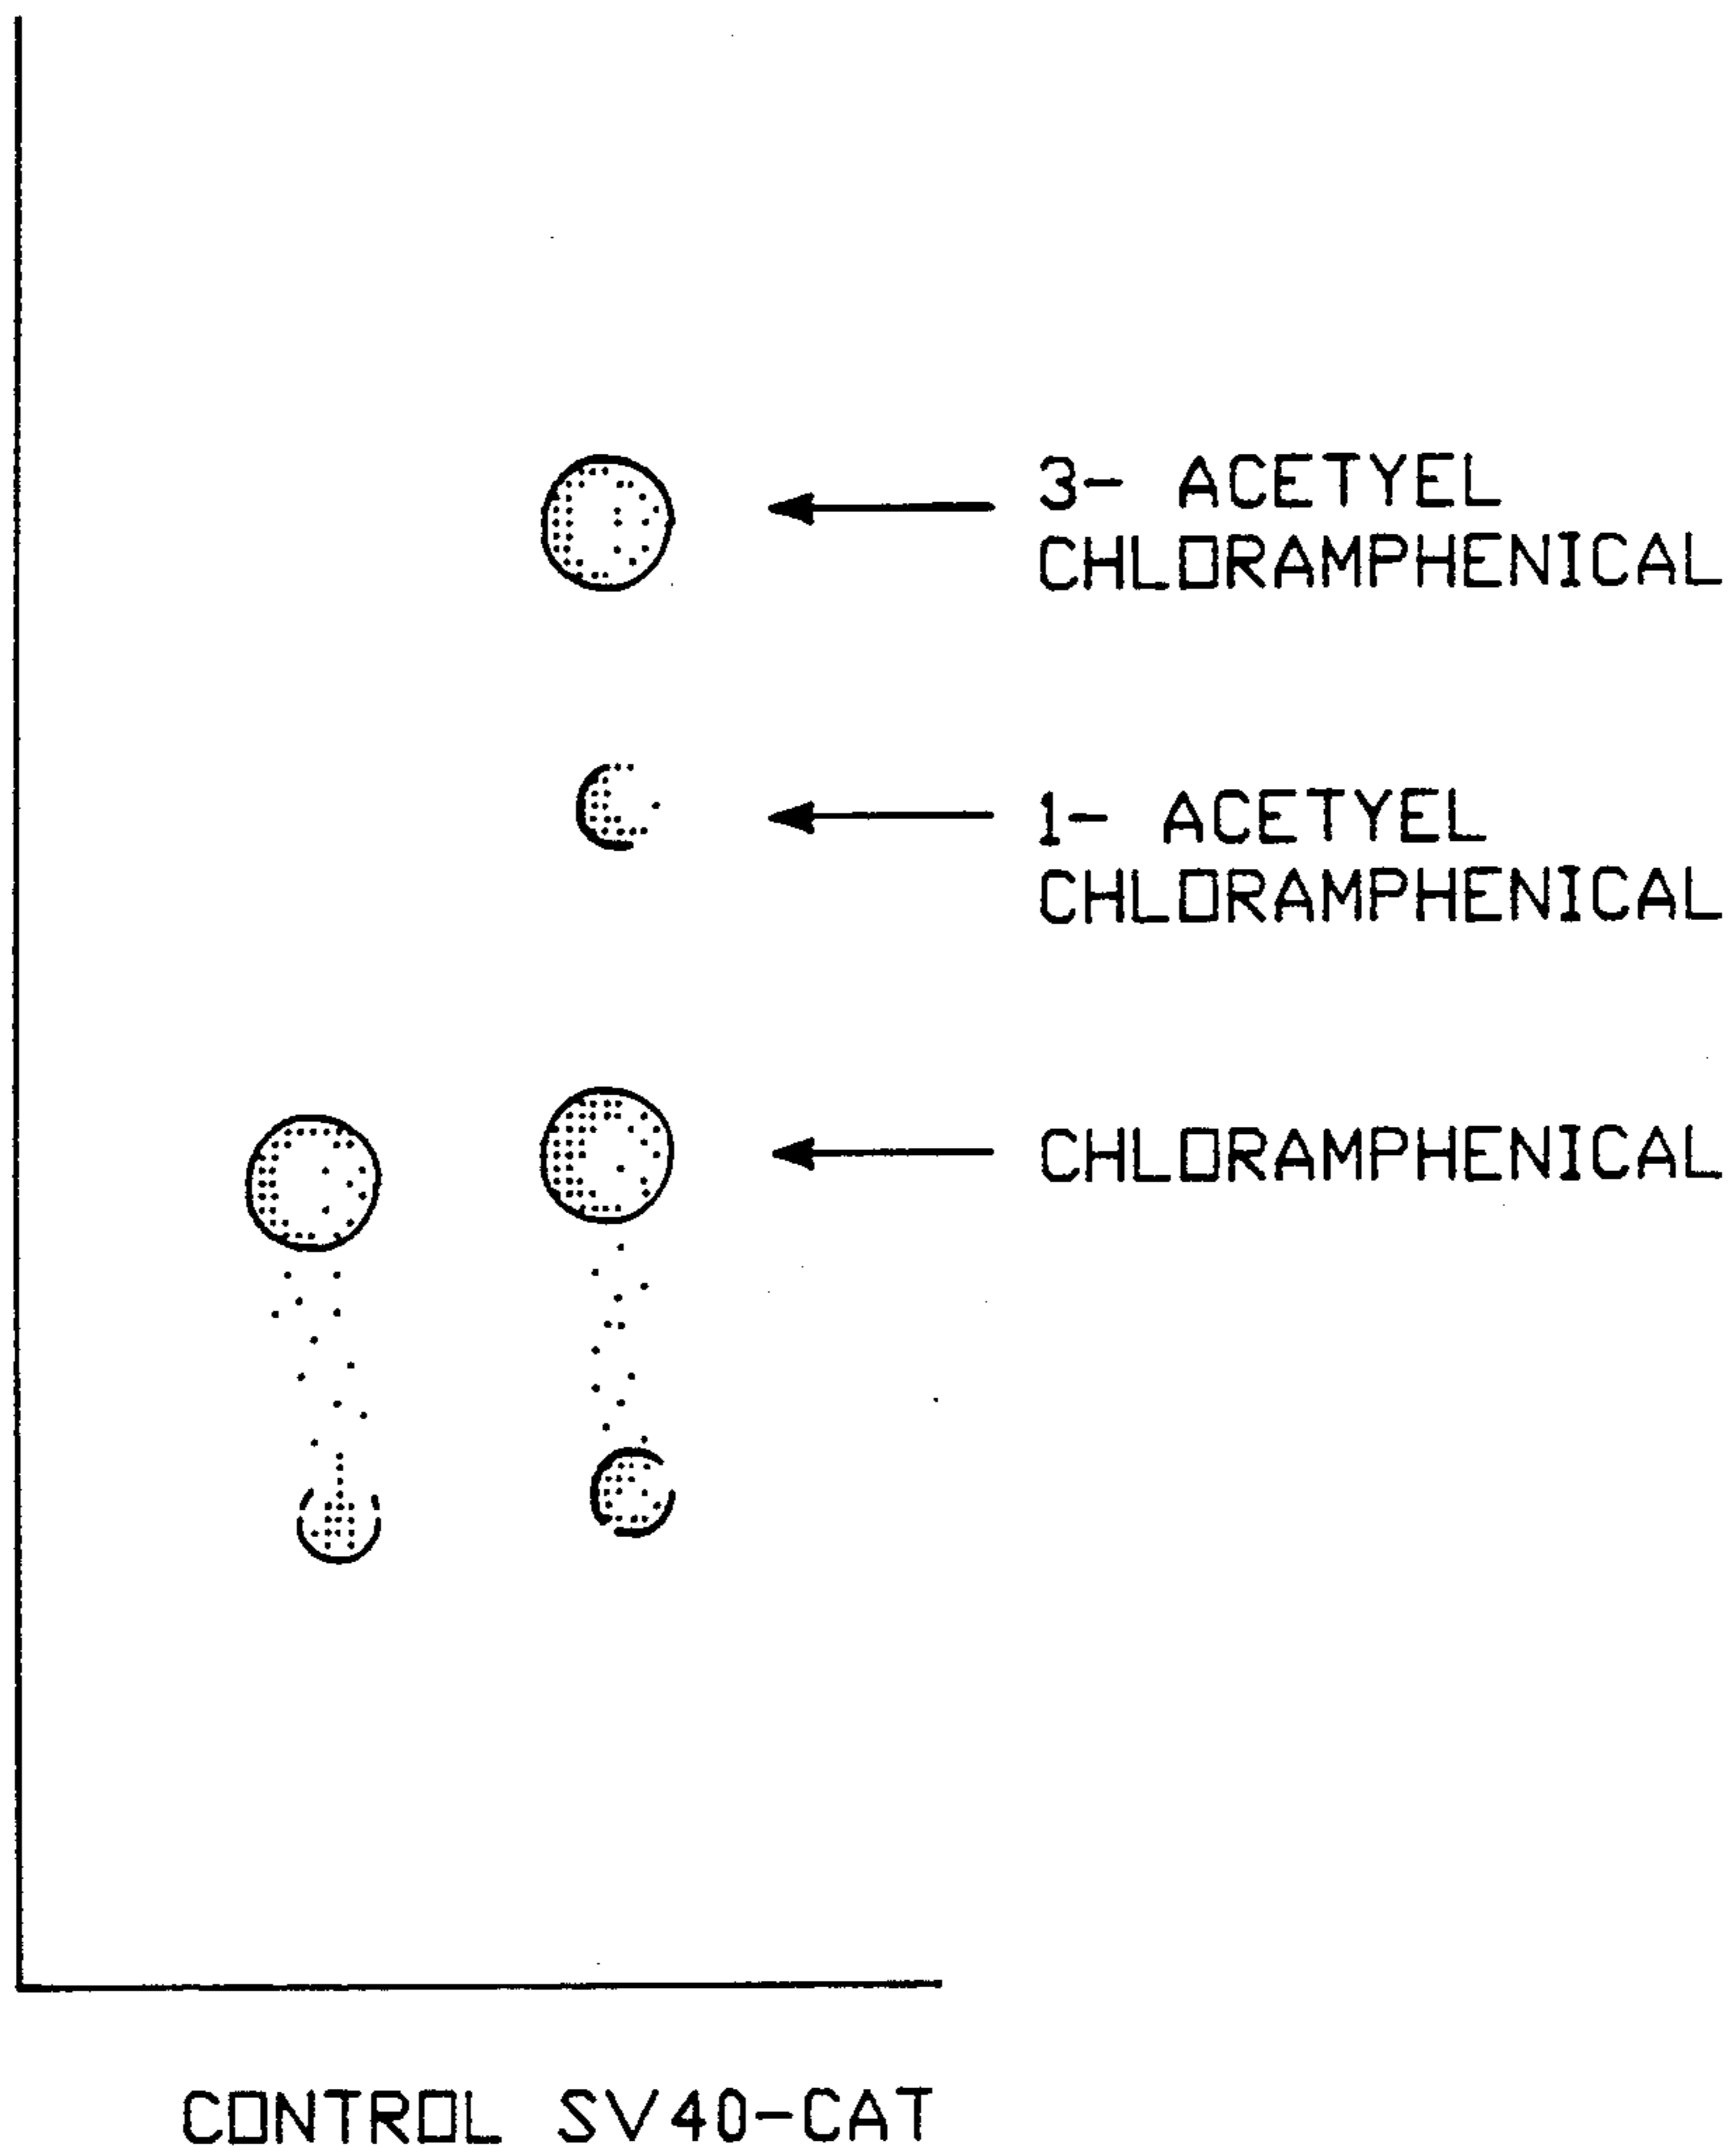 3- ACETYEL
CHLORAMPHENICAL
1- ACETYEL
CHLORAMPHENICAL
CHLORAMPHENICAL
CONTROL SV40-CAT